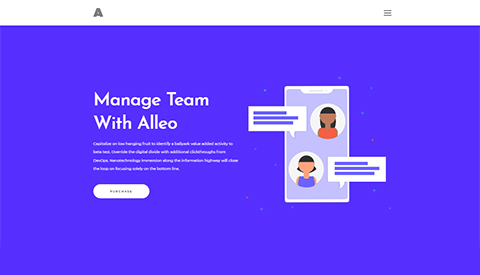 A
Manage Team
With Alleo
Capitalize on low hanging fruit to identify a ballpark value added activity to
beta test. Override the digital divide with additional clickthroughs from
DevOps. Nanotechnology immersion along the information highway will close
the loop on focusing solely on the bottom line.
PURCHASE